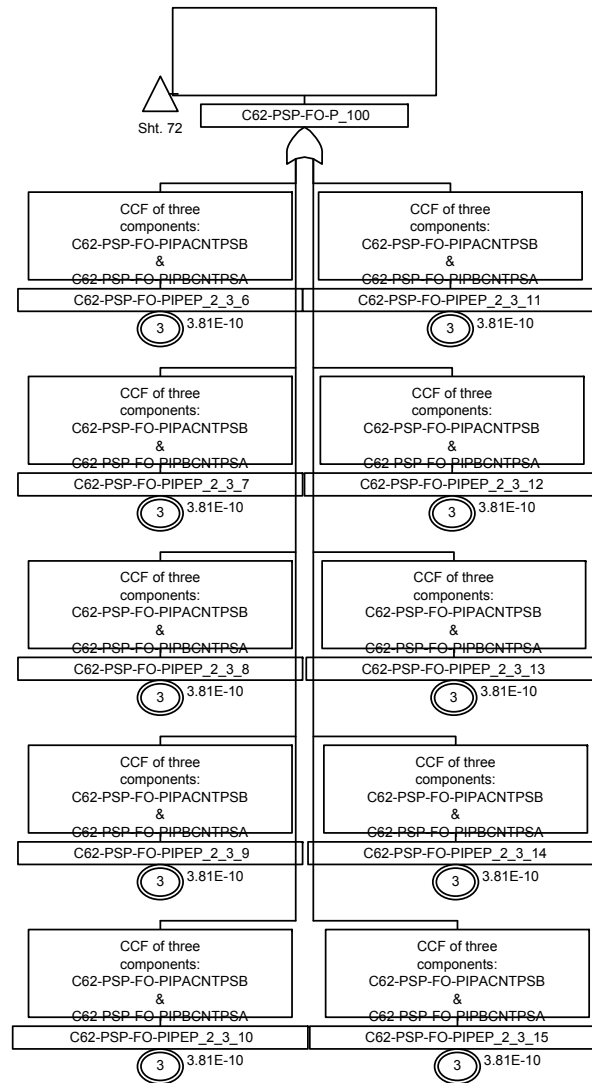 Sht. 72
C62-PSP-FO-P_100
CCF of three
components:
C62-PSP-FO-PIPACNTPSB
&
C62-PSP-FO-PIPBCNTPSA
C62-PSP-FO-PIPEP_2_3_6
3
3.81E-10
CCF of three
components:
C62-PSP-FO-PIPACNTPSB
&
C62-PSP-FO-PIPBCNTPSA
C62-PSP-FO-PIPEP_2_3_11
3
3.81E-10
CCF of three
components:
C62-PSP-FO-PIPACNTPSB
&
C62-PSP-FO-PIPBCNTPSA
C62-PSP-FO-PIPEP_2_3_7
3
3.81E-10
CCF of three
components:
C62-PSP-FO-PIPACNTPSB
&
C62-PSP-FO-PIPBCNTPSA
C62-PSP-FO-PIPEP_2_3_12
3
3.81E-10
CCF of three
components:
C62-PSP-FO-PIPACNTPSB
&
C62-PSP-FO-PIPBCNTPSA
C62-PSP-FO-PIPEP_2_3_8
3
3.81E-10
CCF of three
components:
C62-PSP-FO-PIPACNTPSB
&
C62-PSP-FO-PIPBCNTPSA
C62-PSP-FO-PIPEP_2_3_13
3
3.81E-10
CCF of three
components:
C62-PSP-FO-PIPACNTPSB
&
C62-PSP-FO-PIPBCNTPSA
C62-PSP-FO-PIPEP_2_3_9
3
3.81E-10
CCF of three
components:
C62-PSP-FO-PIPACNTPSB
&
C62-PSP-FO-PIPBCNTPSA
C62-PSP-FO-PIPEP_2_3_14
3
3.81E-10
CCF of three
components:
C62-PSP-FO-PIPACNTPSB
&
C62-PSP-FO-PIPBCNTPSA
C62-PSP-FO-PIPEP_2_3_10
3
3.81E-10
CCF of three
components:
C62-PSP-FO-PIPACNTPSB
&
C62-PSP-FO-PIPBCNTPSA
C62-PSP-FO-PIPEP_2_3_15
3
3.81E-10